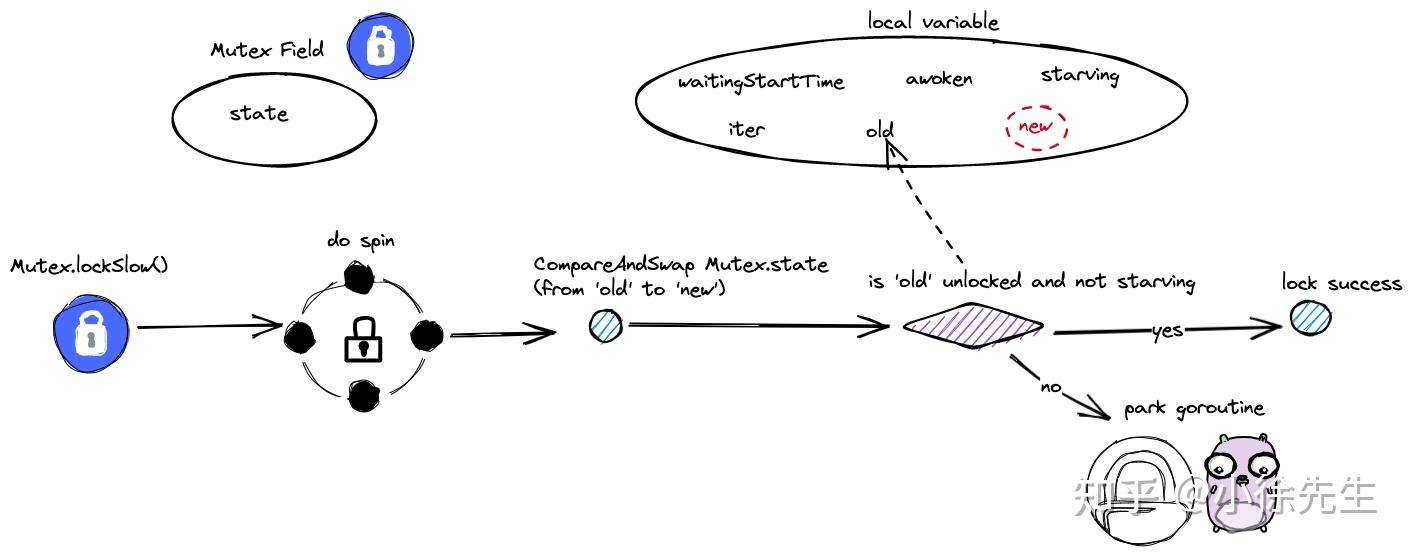 local variable
Mutex Field
waitingStartTime
awoken
starving
state
iter
old
new
do spin
Mutex.lockSlow()
CompareAndSwap Mutex.state
(from 'old' to 'new')
is 'old' unlocked and not starving
lock success
yes
no
park goroutine
知乎 @小徐先生